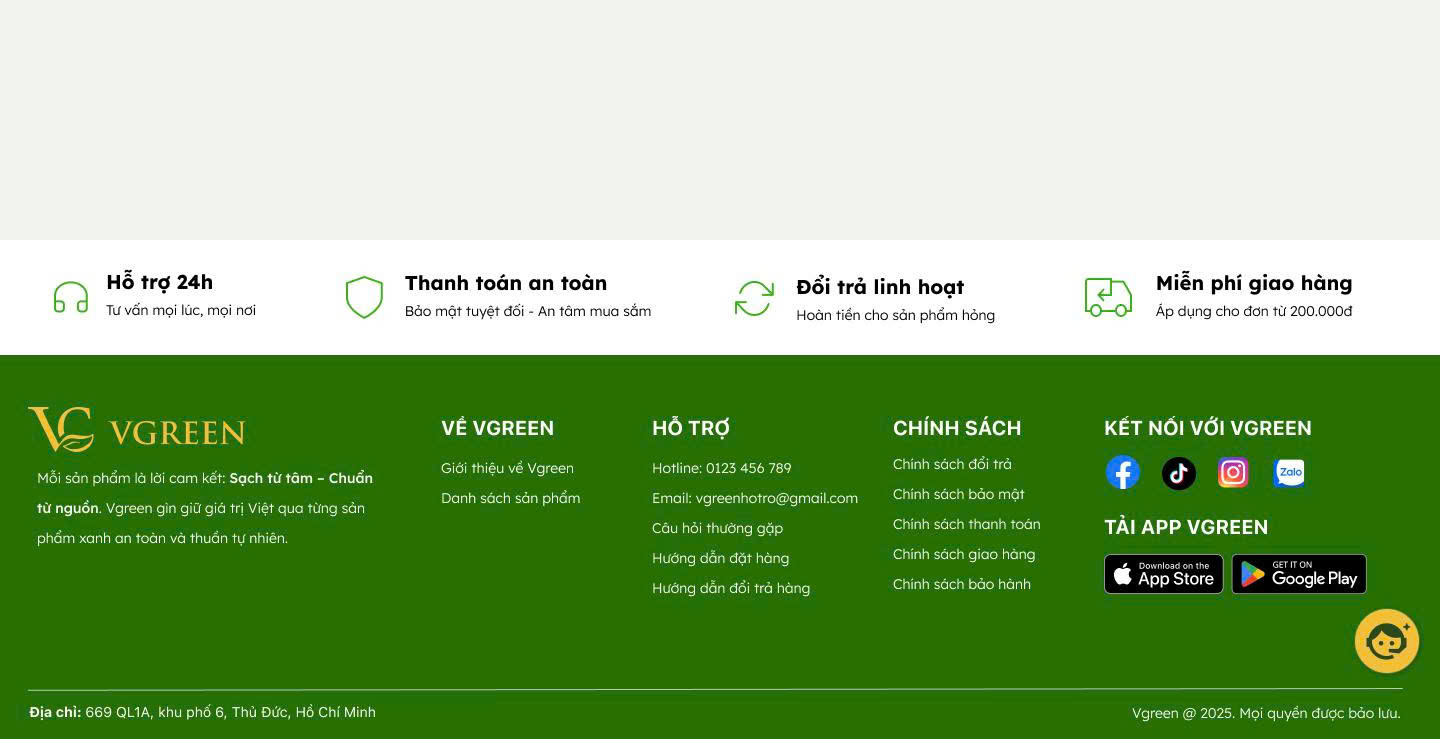 Hỗ trợ 24h
Tư vấn mọi lúc, mọi nơi
Thanh toán an toàn
Bảo mật tuyệt đối - An tâm mua sắm
Đổi trả linh hoạt
Hoàn tiền cho sản phẩm hỏng
Miễn phí giao hàng
Áp dụng cho đơn từ 200.000đ
VG VGREEN
Mỗi sản phẩm là lời cam kết: Sạch từ tâm – Chuẩn
từ nguồn. Vgreen gìn giữ giá trị Việt qua từng sản
phẩm xanh an toàn và thuần tự nhiên.
VỀ VGREEN
Giới thiệu về Vgreen
Danh sách sản phẩm
HỖ TRỢ
Hotline: 0123 456 789
Email: vgreenhotro@gmail.com
Câu hỏi thường gặp
Hướng dẫn đặt hàng
Hướng dẫn đổi trả hàng
CHÍNH SÁCH
Chính sách đổi trả
Chính sách bảo mật
Chính sách thanh toán
Chính sách giao hàng
Chính sách bảo hành
KẾT NỐI VỚI VGREEN
Zalo
TẢI APP VGREEN
Download on the
App Store
GET IT ON
Google Play
Địa chỉ: 669 QL1A, khu phố 6, Thủ Đức, Hồ Chí Minh
Vgreen @ 2025. Mọi quyền được bảo lưu.